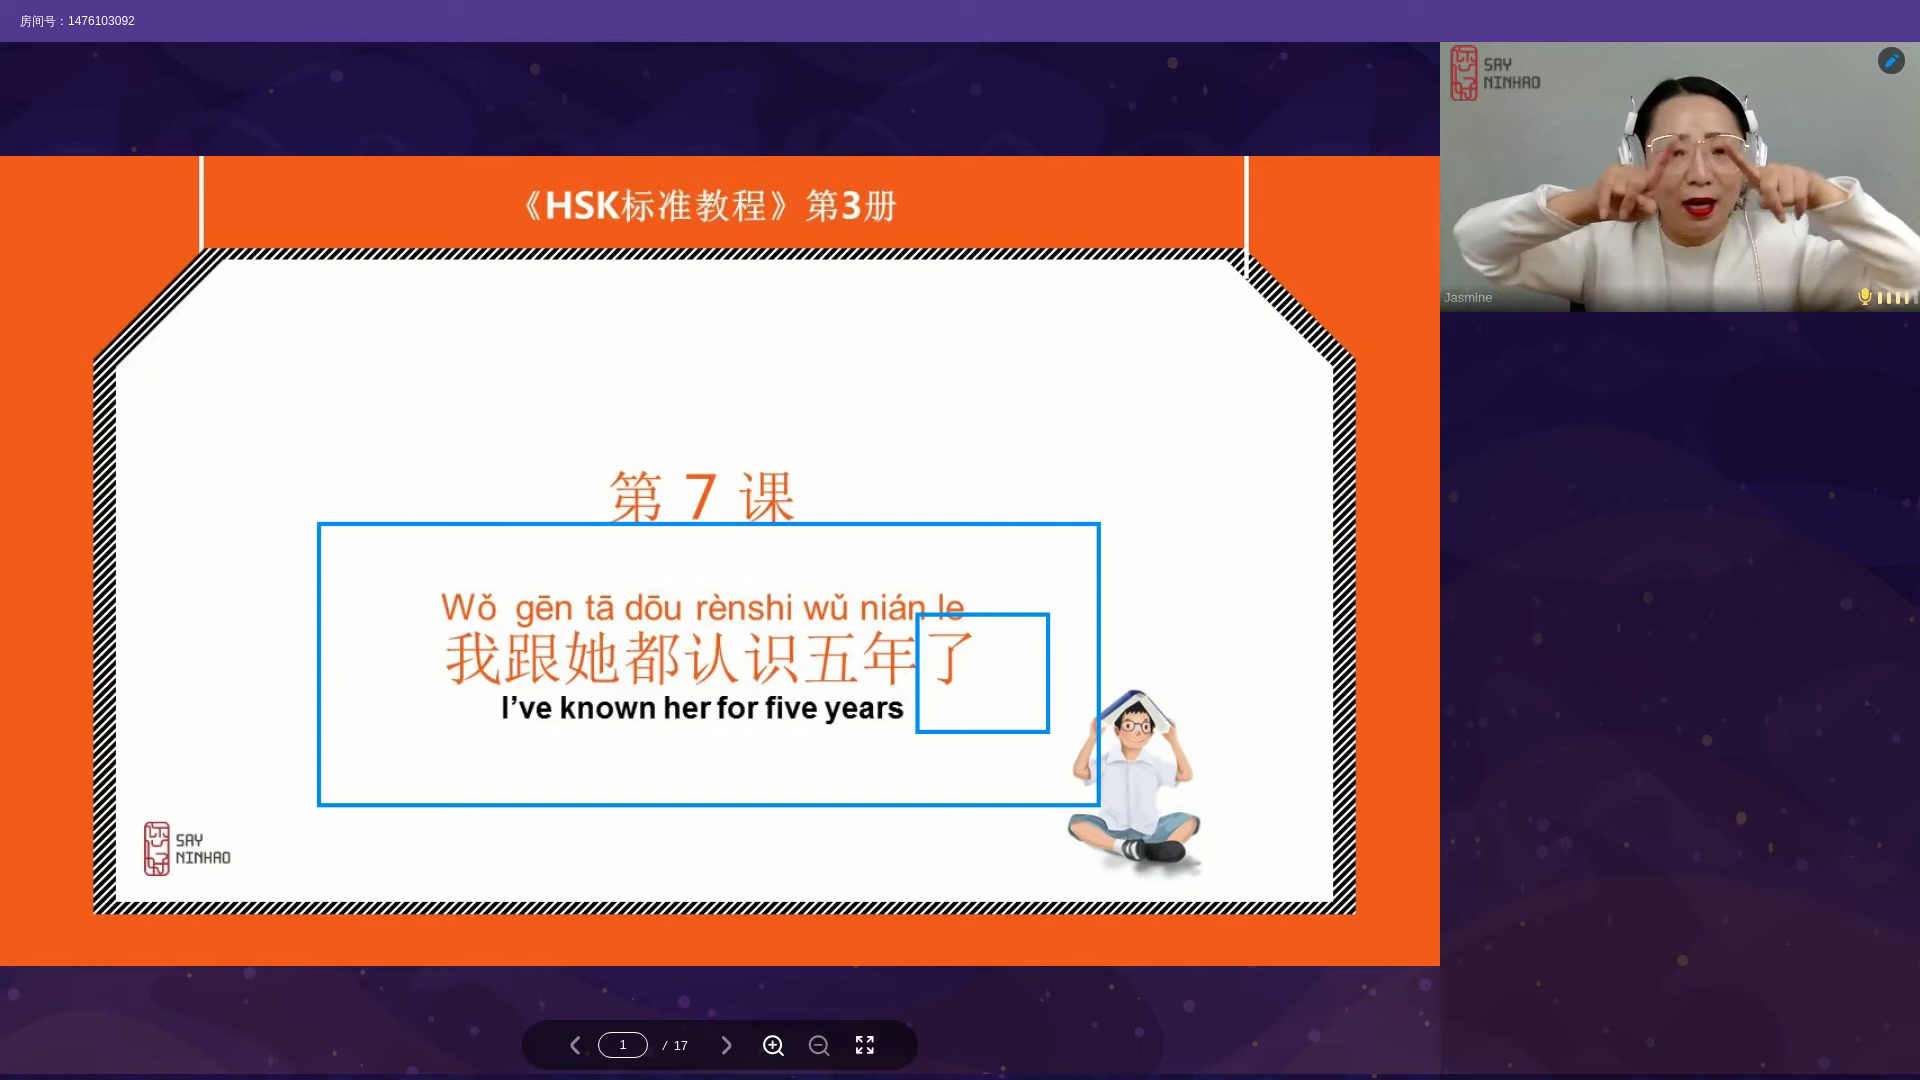 房间号：1476103092
SAY
NINHAO
Jasmine
《HSK标准教程》第3册
第 7 课
Wǒ gēn tā dōu rènshi wǔ nián le
我跟她都认识五年了
I've known her for five years
SAY
NINHAO
1 / 17